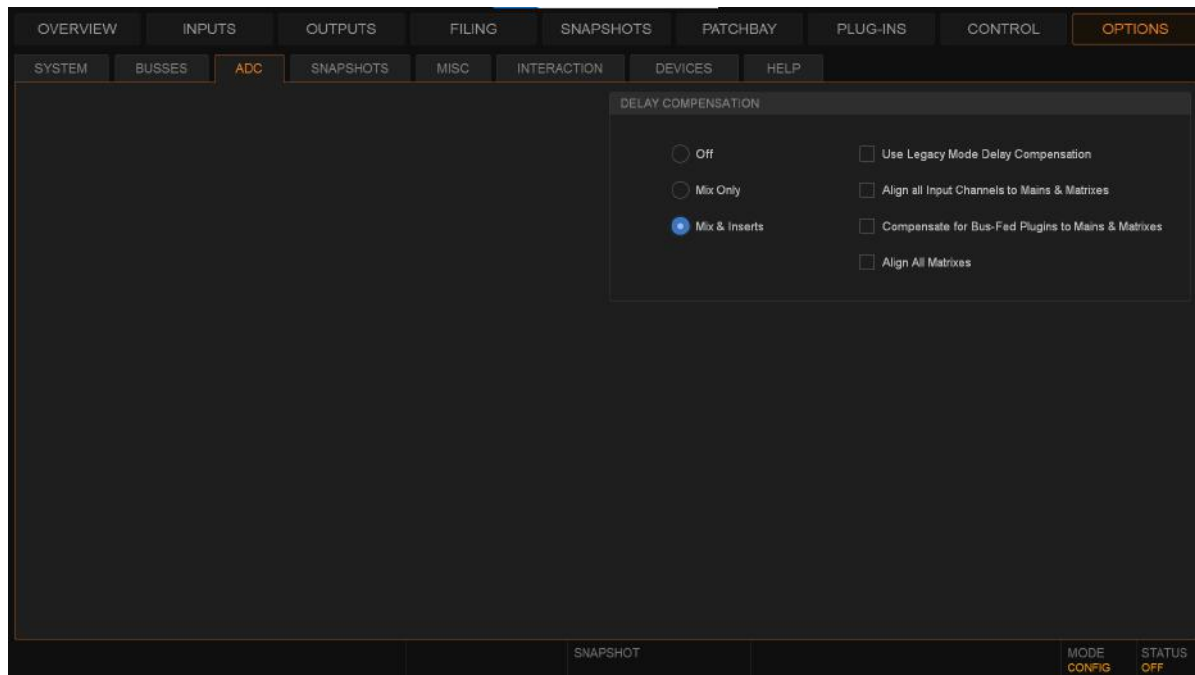 OVERVIEW INPUTS OUTPUTS FILING SNAPSHOTS PATCHBAY PLUG-INS CONTROL OPTIONS
SYSTEM BUSSES ADC SNAPSHOTS MISC INTERACTION DEVICES HELP
DELAY COMPENSATION
Off Use Legacy Mode Delay Compensation
Mix Only Align all Input Channels to Mains & Matrixes
Mix & Inserts Compensate for Bus-Fed Plugins to Mains & Matrixes
Align All Matrixes
SNAPSHOT MODE STATUS
CONFIG OFF